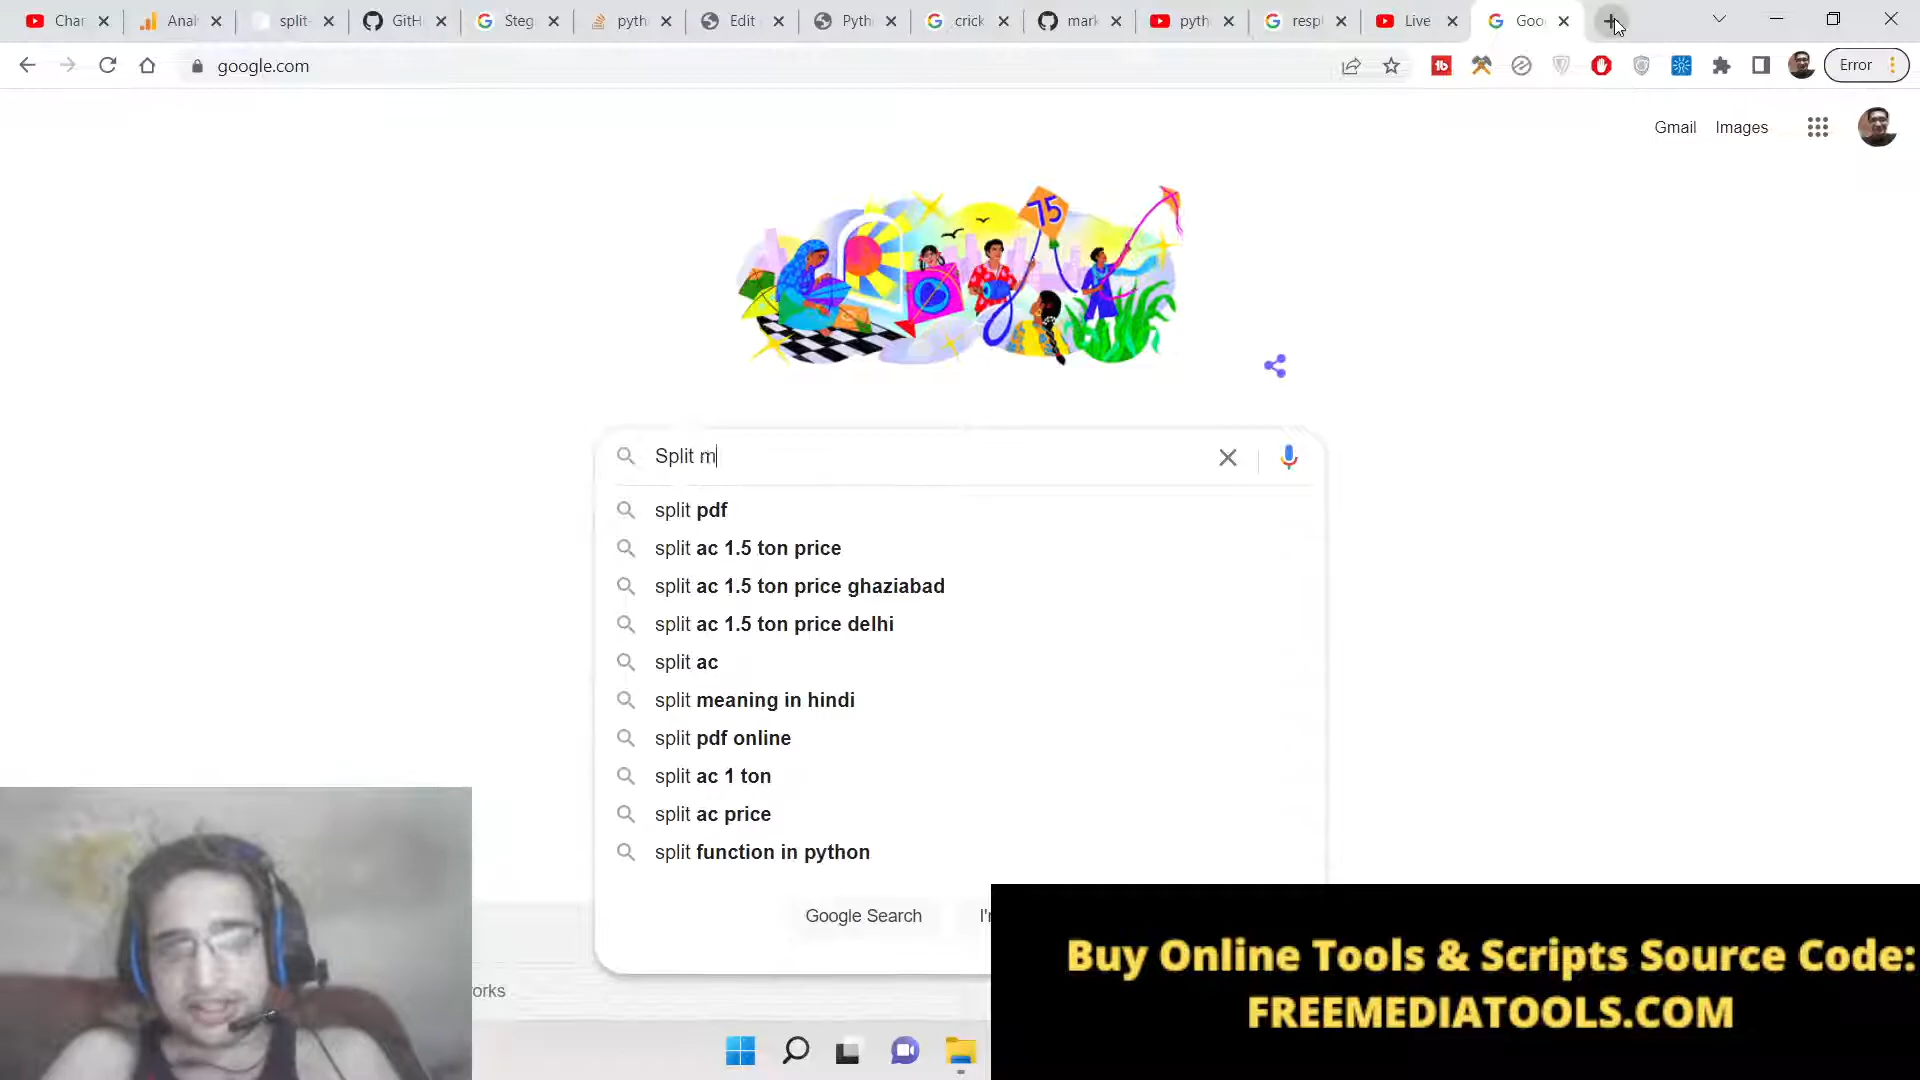 Chan
Anal
split-
GitH
Steg
pyth
Edit
Pyth
crick
mark
pyth
respl
Live
Goo
google.com
Error
Gmail
Images
75
Split m
split pdf
split ac 1.5 ton price
split ac 1.5 ton price ghaziabad
split ac 1.5 ton price delhi
split ac
split meaning in hindi
split pdf online
split ac 1 ton
split ac price
split function in python
Google Search
I'
orks
Buy Online Tools & Scripts Source Code:
FREEMEDIATOOLS.COM